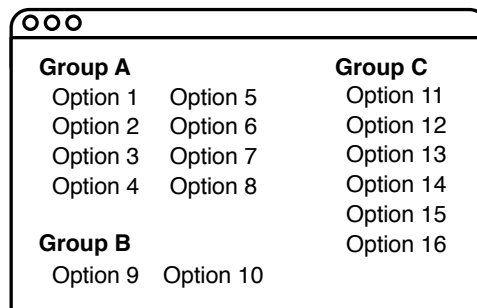 Group A
Option 1 Option 5
Option 2 Option 6
Option 3 Option 7
Option 4 Option 8
Group B
Option 9 Option 10
Group C
Option 11
Option 12
Option 13
Option 14
Option 15
Option 16